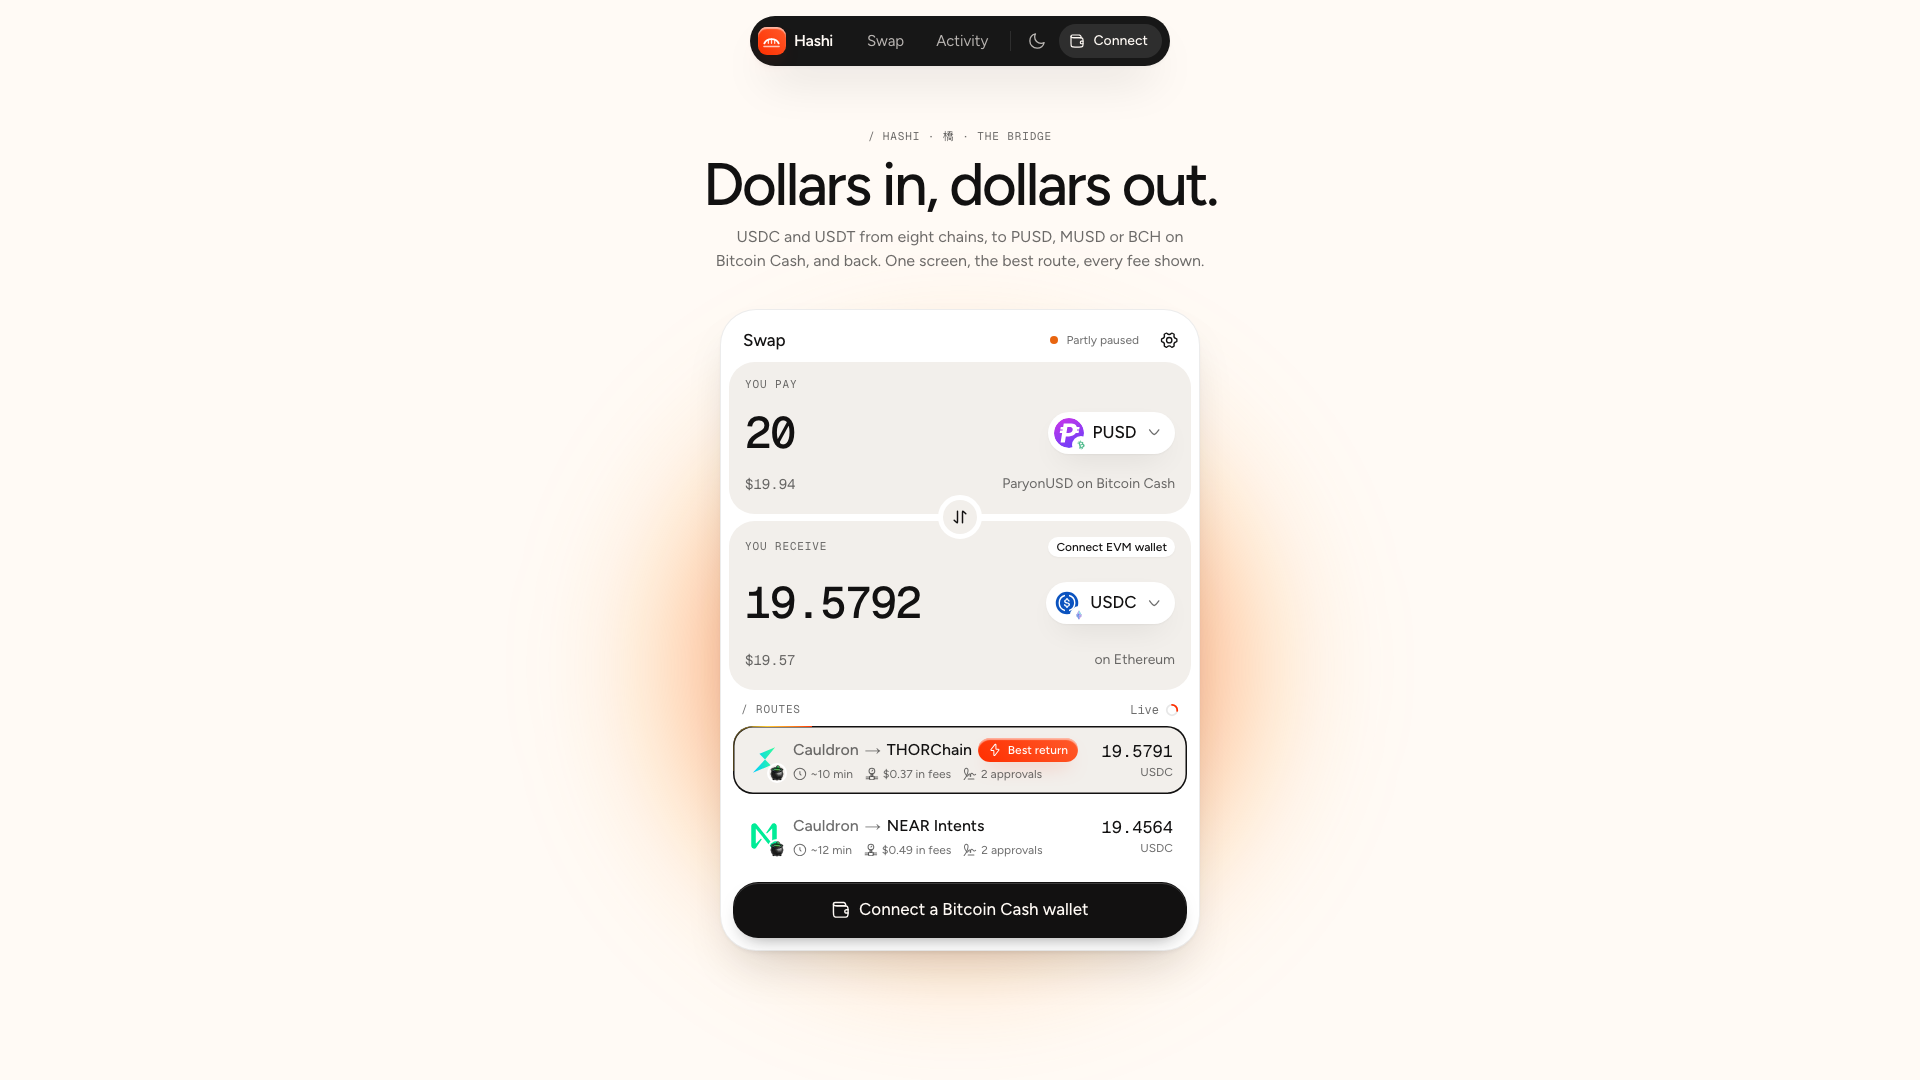 Hashi
Swap
Activity
Connect
/ HASHI · 橋 · THE BRIDGE
Dollars in, dollars out.
USDC and USDT from eight chains, to PUSD, MUSD or BCH on
Bitcoin Cash, and back. One screen, the best route, every fee shown.
Swap
Partly paused
YOU PAY
20
PUSD
$19.94
ParyonUSD on Bitcoin Cash
YOU RECEIVE
Connect EVM wallet
19.5792
USDC
$19.57
on Ethereum
/ ROUTES
Live
Cauldron → THORChain
Best return
19.5791
~10 min
$0.37 in fees
2 approvals
USDC
Cauldron → NEAR Intents
19.4564
~12 min
$0.49 in fees
2 approvals
USDC
Connect a Bitcoin Cash wallet